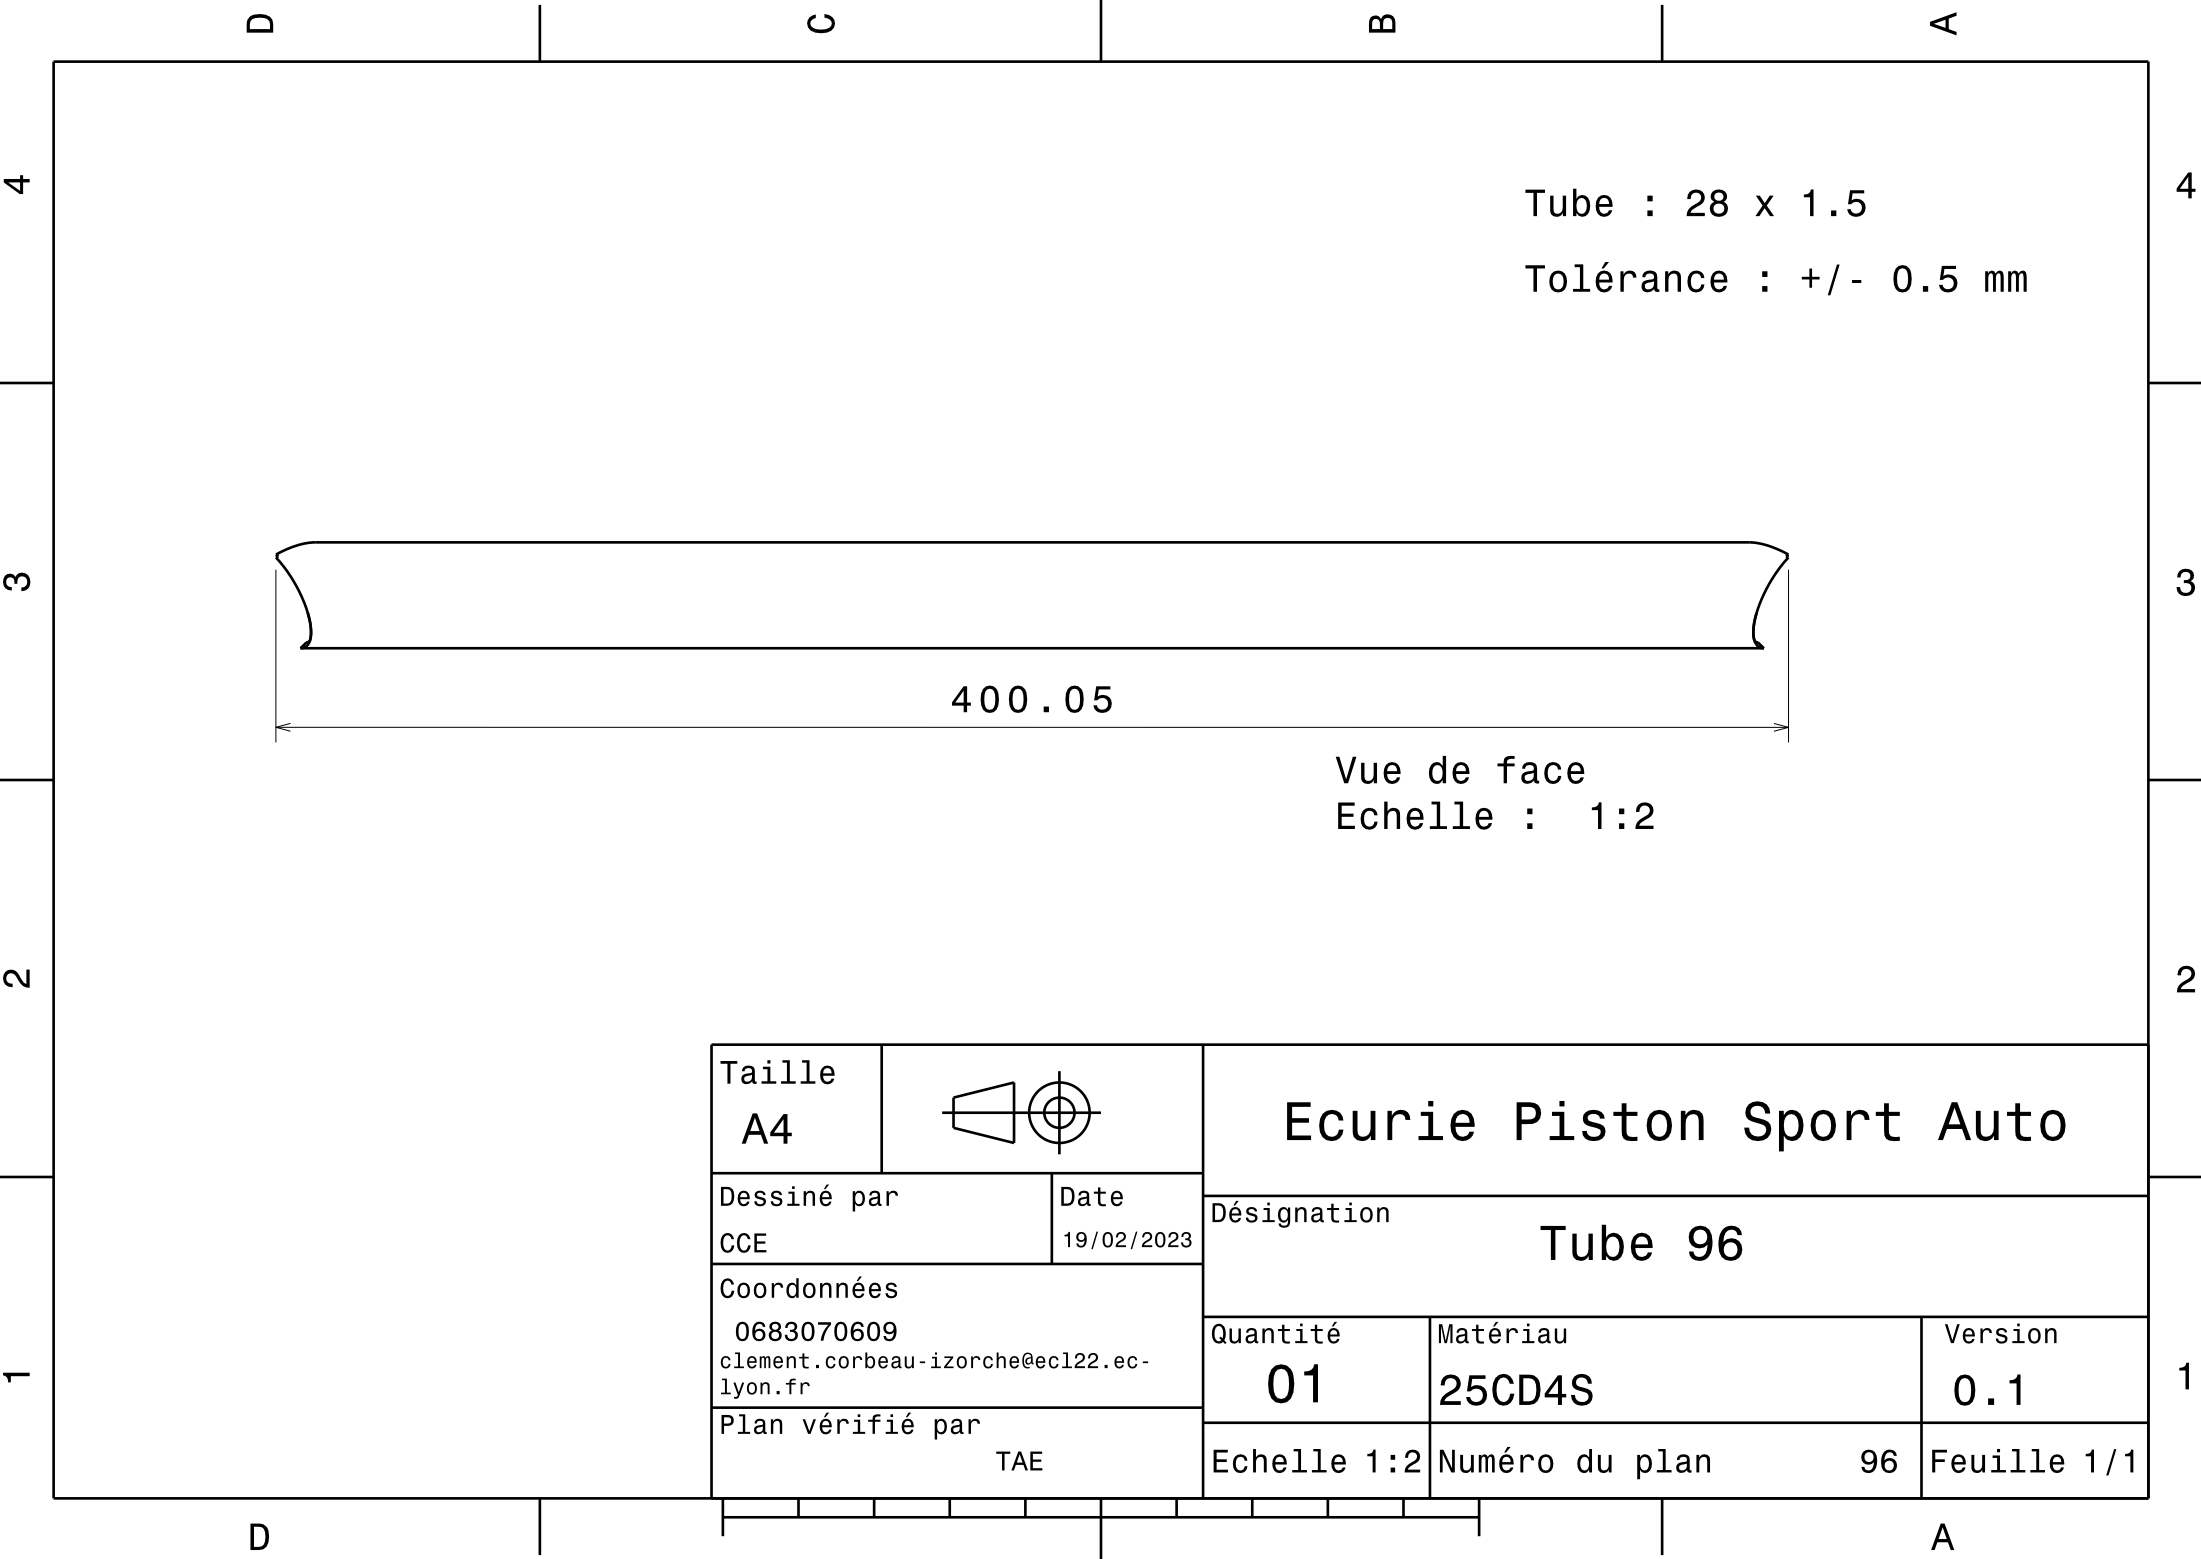 D C B A
4 4
Tube : 28 x 1.5
Tolérance : +/- 0.5 mm
3 3
400.05
Vue de face
Echelle : 1:2
2 2
Taille
A4
Ecurie Piston Sport Auto
Dessiné par
CCE
Date
19/02/2023
Désignation
Tube 96
Coordonnées
0683070609
clement.corbeau-izorche@ecl22.ec-
lyon.fr
Quantité
01
Matériau
25CD4S
Version
0.1
1 1
Plan vérifié par
TAE
Echelle 1:2
Numéro du plan 96
Feuille 1/1
D A